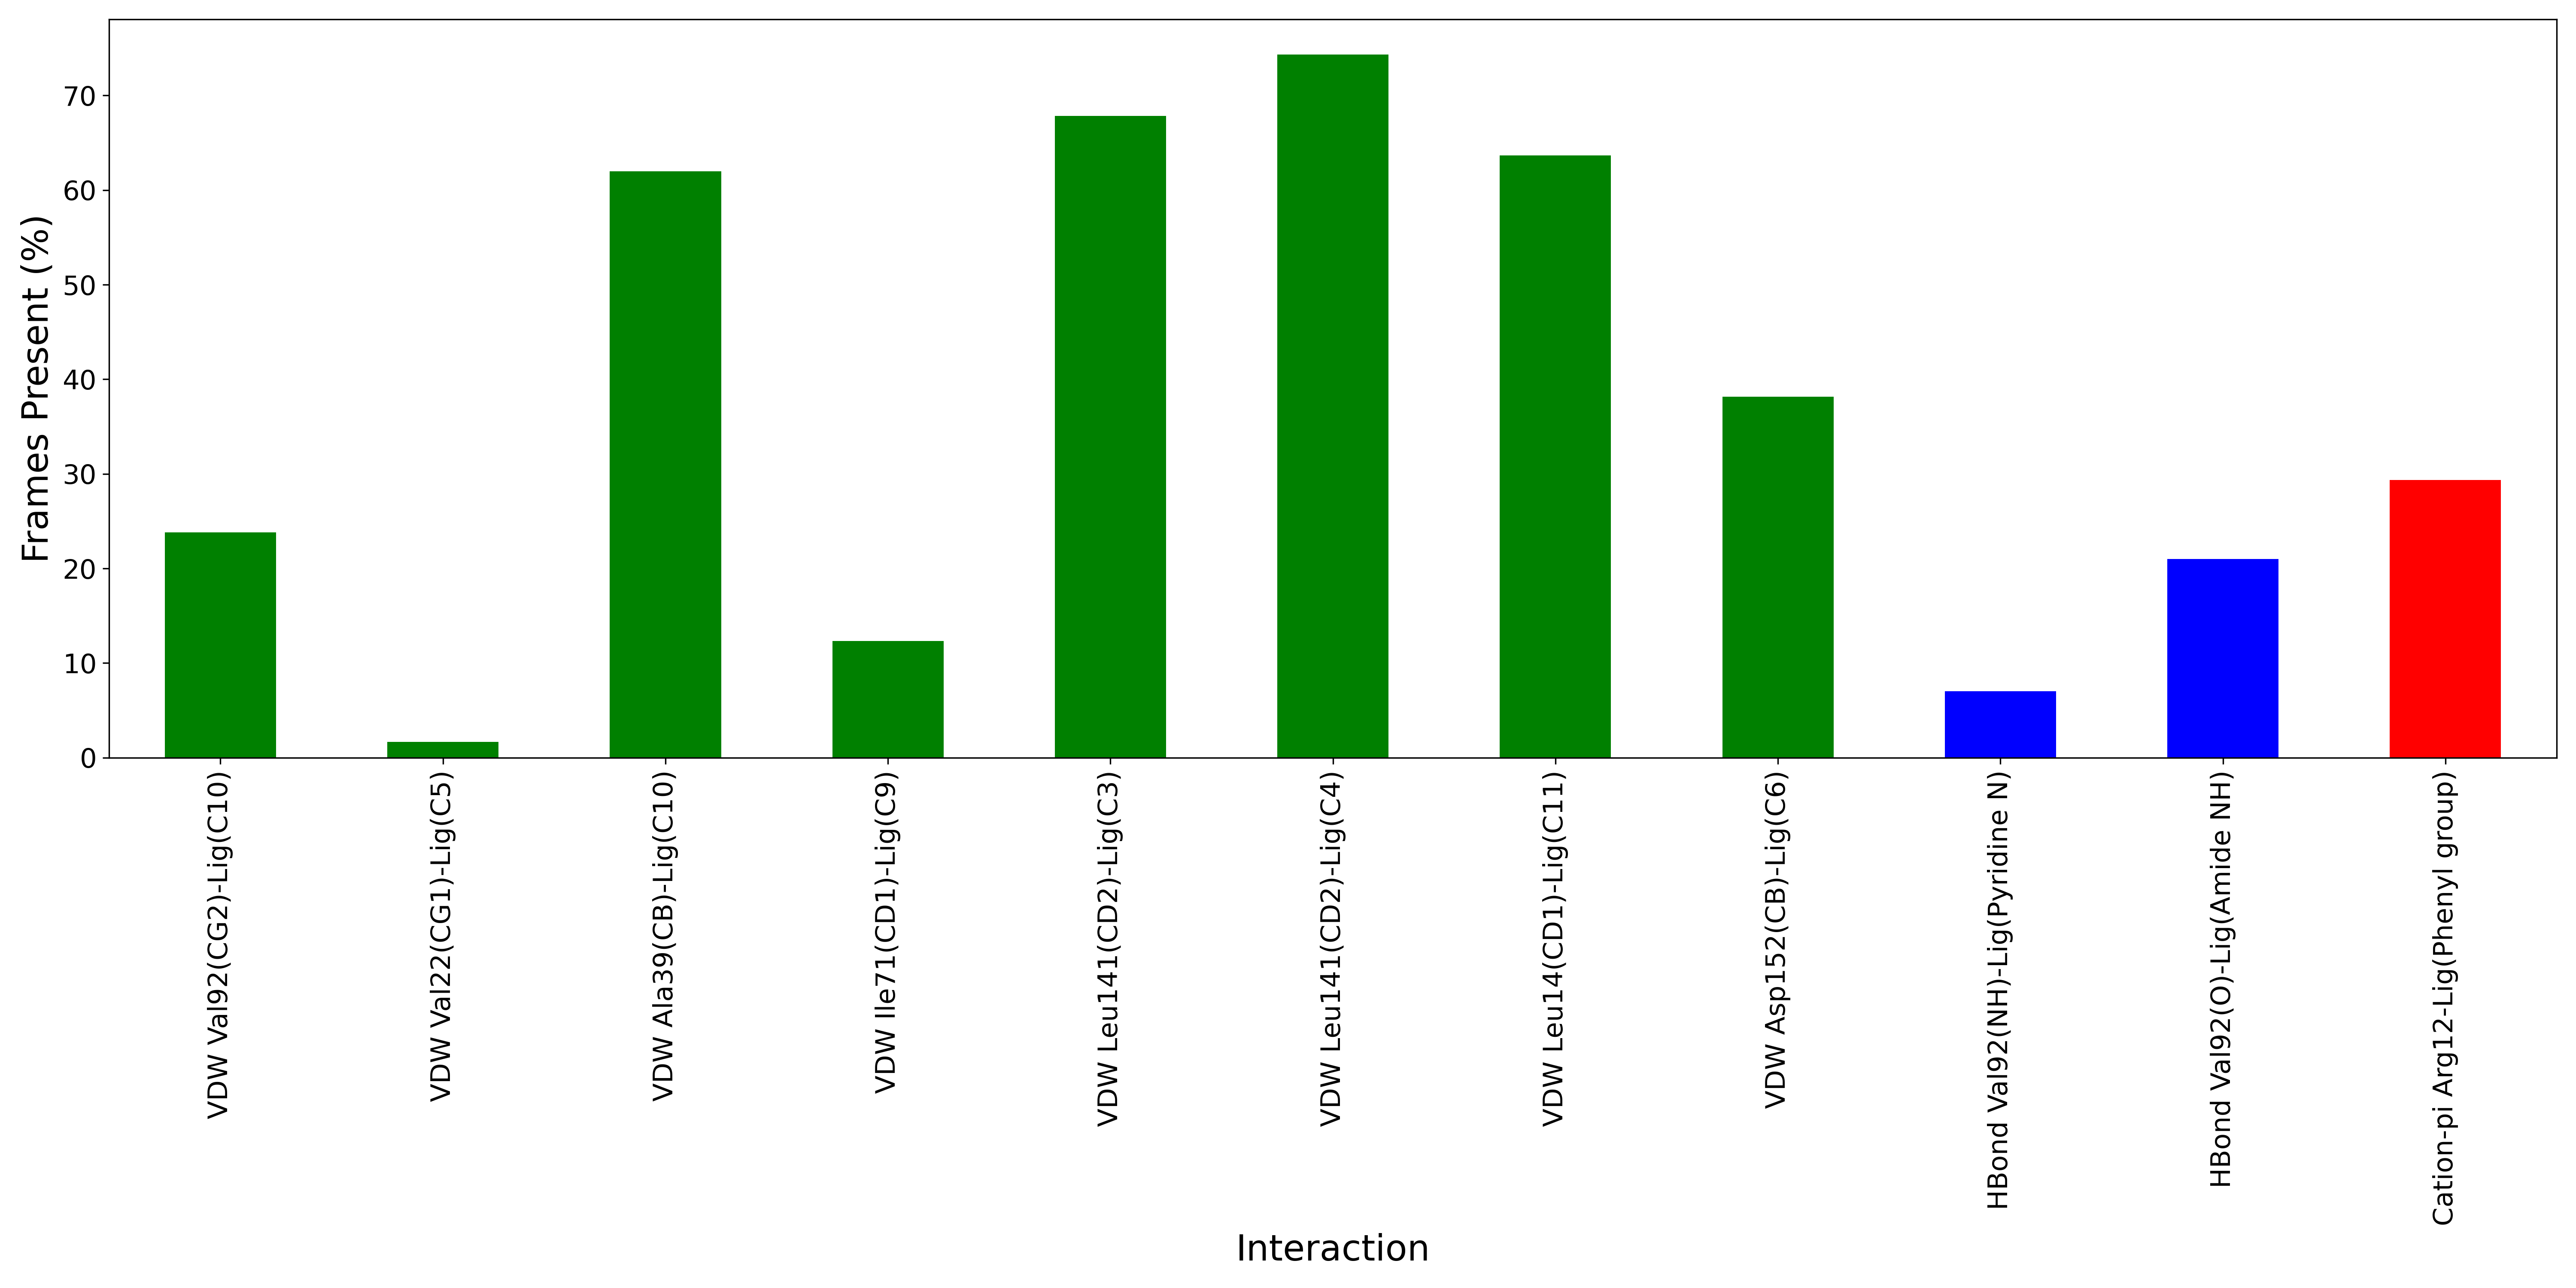 Frames Present (%)
70
60
50
40
30
20
10
0
VDW Val92(CG2)-Lig(C10)
VDW Val22(CG1)-Lig(C5)
VDW Ala39(CB)-Lig(C10)
VDW Ile71(CD1)-Lig(C9)
VDW Leu141(CD2)-Lig(C3)
VDW Leu141(CD2)-Lig(C4)
VDW Leu14(CD1)-Lig(C11)
VDW Asp152(CB)-Lig(C6)
HBond Val92(NH)-Lig(Pyridine N)
HBond Val92(O)-Lig(Amide NH)
Cation-pi Arg12-Lig(Phenyl group)
Interaction